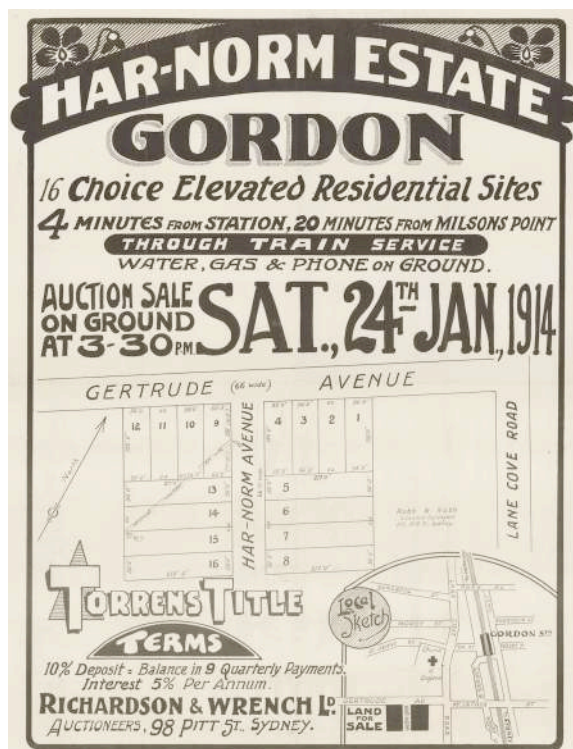 HAR-NORM ESTATE
GORDON
16 Choice Elevated Residential Sites
4 MINUTES FROM STATION, 20 MINUTES FROM MILSONS POINT
THROUGH TRAIN SERVICE
WATER, GAS & PHONE ON GROUND.
AUCTION SALE
ON GROUND
AT 3-30 PM
SAT., 24TH JAN., 1914
GERTRUDE (66 wide) AVENUE
12 11 10 9
4 3 2 1
North
HAR-NORM AVENUE
LANE COVE ROAD
13
14
15
16
5
6
7
8
TORRENS TITLE
TERMS
10% Deposit = Balance in 9 Quarterly Payments.
Interest 5% Per Annum.
RICHARDSON & WRENCH LD.
AUCTIONEERS, 98 PITT ST., SYDNEY.
Local
Sketch
GORDON STN
GERTRUDE AV
LAND
FOR
SALE